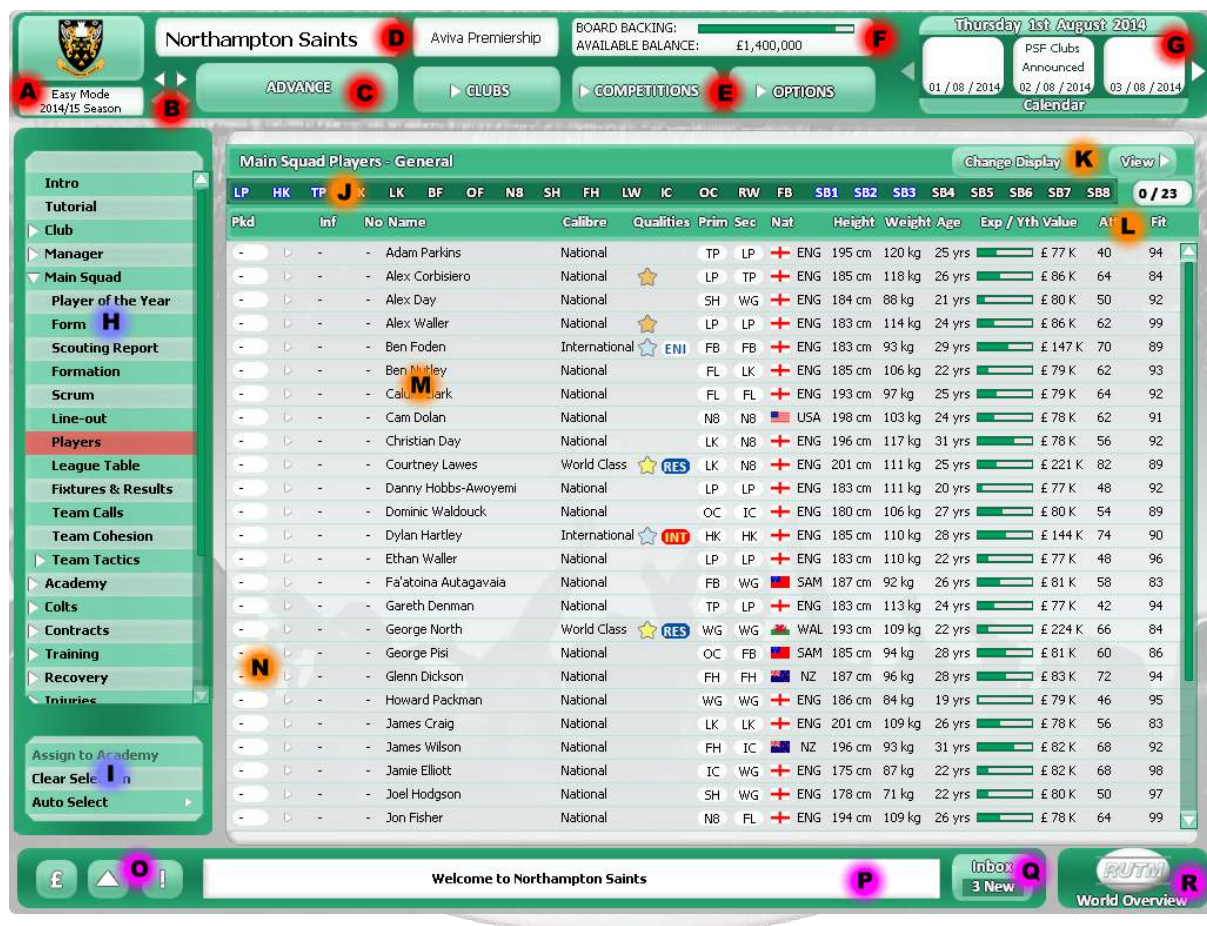 Northampton Saints D Aviva Premiership
BOARD BACKING:
AVAILABLE BALANCE: £1,400,000 F
Thursday 1st August 2014
G
PSF Clubs
Announced
01 / 08 / 2014 02 / 08 / 2014 03 / 08 / 2014
Calendar
A Easy Mode
2014/15 Season
B
ADVANCE C
CLUBS
COMPETITIONS E
OPTIONS
Intro
Tutorial
Club
Manager
Main Squad
Player of the Year
Form H
Scouting Report
Formation
Scrum
Line-out
Players
League Table
Fixtures & Results
Team Calls
Team Cohesion
Team Tactics
Academy
Colts
Contracts
Training
Recovery
Injuries
Assign to Academy
Clear Selection I
Auto Select
Main Squad Players - General Change Display K View
LP HK TP J LK BF OF N8 SH FH LW IC OC RW FB SB1 SB2 SB3 SB4 SB5 SB6 SB7 SB8 0 / 23
Pkd Inf No Name Calibre Qualities Prim Sec Nat Height Weight Age Exp / Yth Value L Fit
- - - Adam Parkins National TP LP ENG 195 cm 120 kg 25 yrs £ 77 K 40 94
- - - Alex Corbisiero National LP TP ENG 185 cm 118 kg 26 yrs £ 86 K 64 84
- - - Alex Day National SH WG ENG 184 cm 88 kg 21 yrs £ 80 K 50 92
- - - Alex Waller National LP LP ENG 183 cm 114 kg 24 yrs £ 86 K 62 99
- - - Ben Foden International ENI FB FB ENG 183 cm 93 kg 29 yrs £ 147 K 70 89
- - - Ben Nutley National FL LK ENG 185 cm 106 kg 22 yrs £ 79 K 62 93
M
- - - Calum Clark National FL FL ENG 193 cm 97 kg 25 yrs £ 79 K 64 92
- - - Cam Dolan National N8 N8 USA 198 cm 103 kg 24 yrs £ 78 K 62 91
- - - Christian Day National LK N8 ENG 196 cm 117 kg 31 yrs £ 78 K 56 92
- - - Courtney Lawes World Class RES LK N8 ENG 201 cm 111 kg 25 yrs £ 221 K 82 89
- - - Danny Hobbs-Awoyemi National LP LP ENG 183 cm 111 kg 20 yrs £ 77 K 48 92
- - - Dominic Waldouck National OC IC ENG 180 cm 106 kg 27 yrs £ 80 K 54 89
- - - Dylan Hartley International INT HK HK ENG 185 cm 110 kg 28 yrs £ 144 K 74 90
- - - Ethan Waller National LP LP ENG 183 cm 110 kg 22 yrs £ 77 K 48 96
- - - Fa'atoina Autagavaia National FB WG SAM 187 cm 92 kg 26 yrs £ 81 K 58 83
- - - Gareth Denman National TP LP ENG 183 cm 113 kg 24 yrs £ 77 K 42 94
- - - George North World Class RES WG WG WAL 193 cm 109 kg 22 yrs £ 224 K 66 84
- - - George Pisi National OC FB SAM 185 cm 94 kg 28 yrs £ 81 K 60 86
N
- - - Glenn Dickson National FH FH NZ 187 cm 96 kg 28 yrs £ 83 K 72 94
- - - Howard Packman National WG WG ENG 186 cm 84 kg 19 yrs £ 79 K 46 95
- - - James Craig National LK LK ENG 201 cm 109 kg 26 yrs £ 78 K 56 83
- - - James Wilson National FH IC NZ 196 cm 93 kg 31 yrs £ 82 K 68 92
- - - Jamie Elliott National IC WG ENG 175 cm 87 kg 22 yrs £ 82 K 68 98
- - - Joel Hodgson National SH WG ENG 178 cm 71 kg 22 yrs £ 80 K 50 97
- - - Jon Fisher National N8 FL ENG 194 cm 109 kg 26 yrs £ 78 K 64 99
£ O !
Welcome to Northampton Saints P
Inbox Q
3 New
RUTM R
World Overview